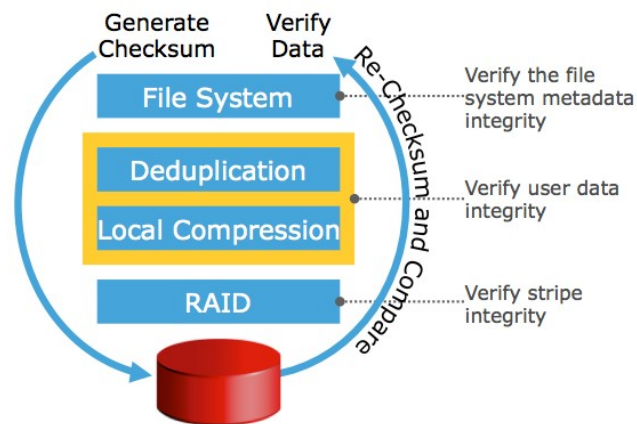 Generate
Checksum
Verify
Data
Re-Checksum and Compare
File System
Verify the file
system metadata
integrity
Deduplication
Local Compression
Verify user data
integrity
RAID
Verify stripe
integrity